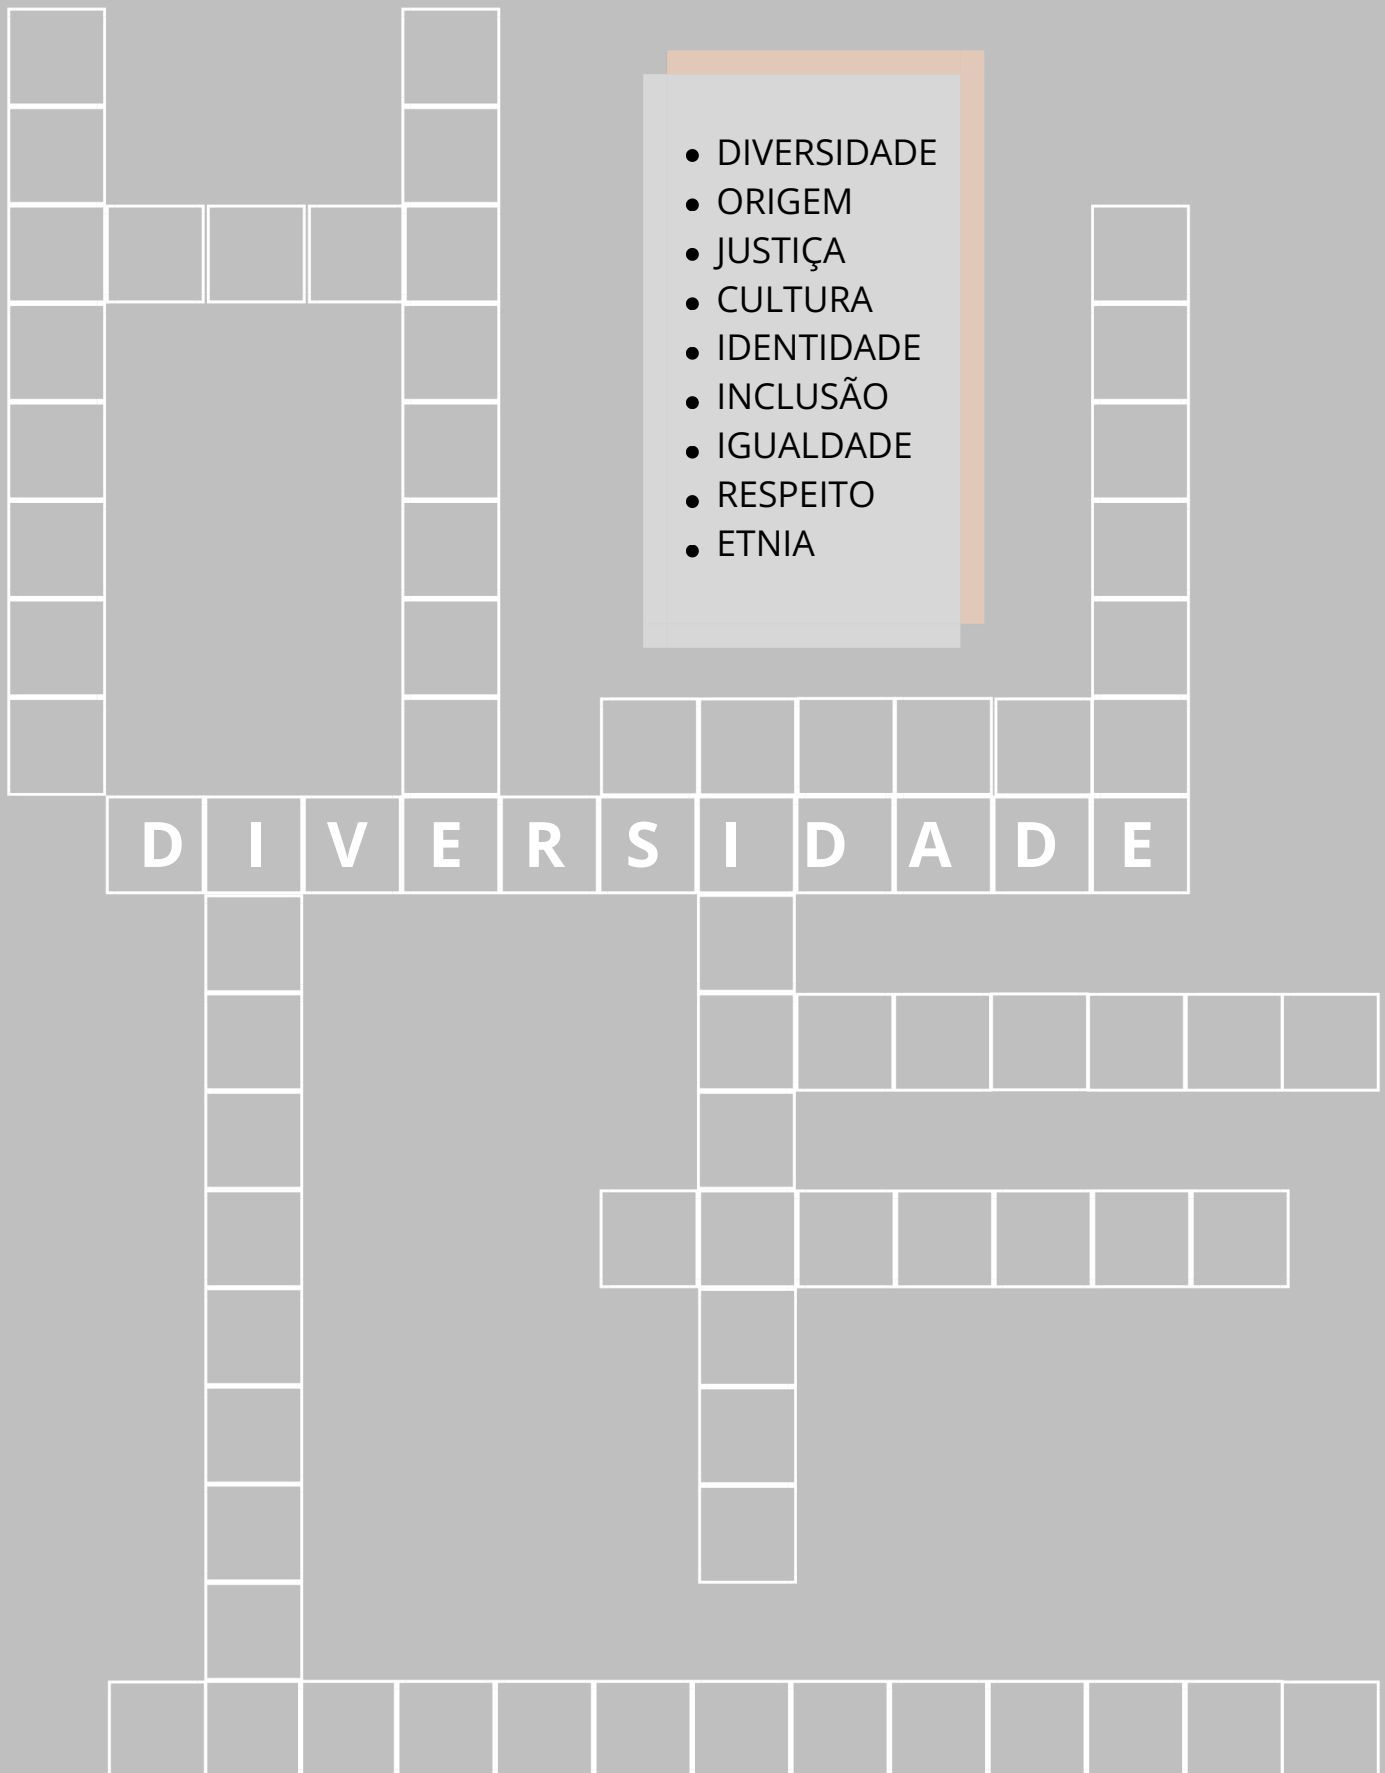 DIVERSIDADE
ORIGEM
JUSTIÇA
CULTURA
IDENTIDADE
INCLUSÃO
IGUALDADE
RESPEITO
ETNIA
DIVERSIDADE